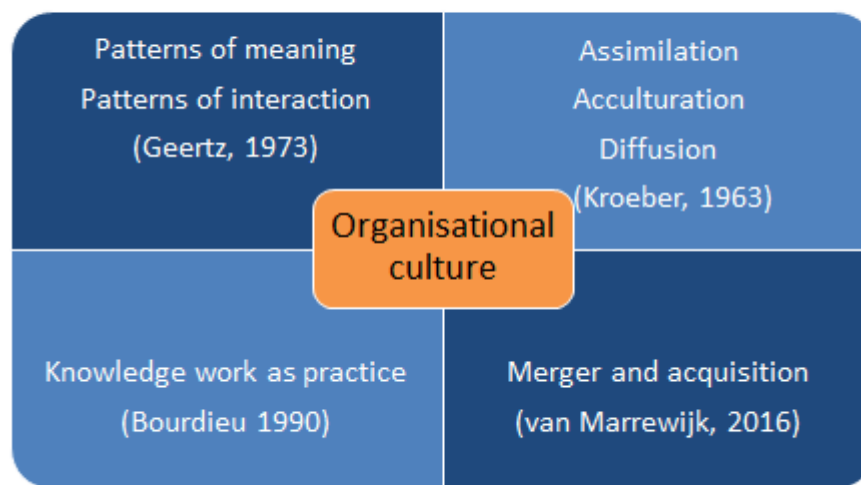 Patterns of meaning
Patterns of interaction
(Geertz, 1973)
Assimilation
Acculturation
Diffusion
(Kroeber, 1963)
Organisational
culture
Knowledge work as practice
(Bourdieu 1990)
Merger and acquisition
(van Marrewijk, 2016)